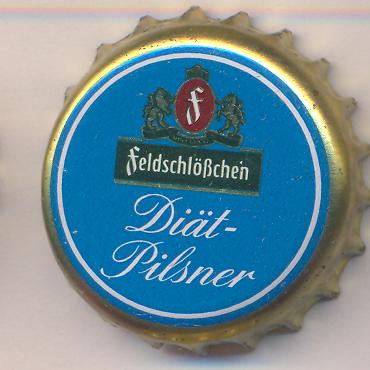 f
Feldschlößchen
Diät-
Pilsner